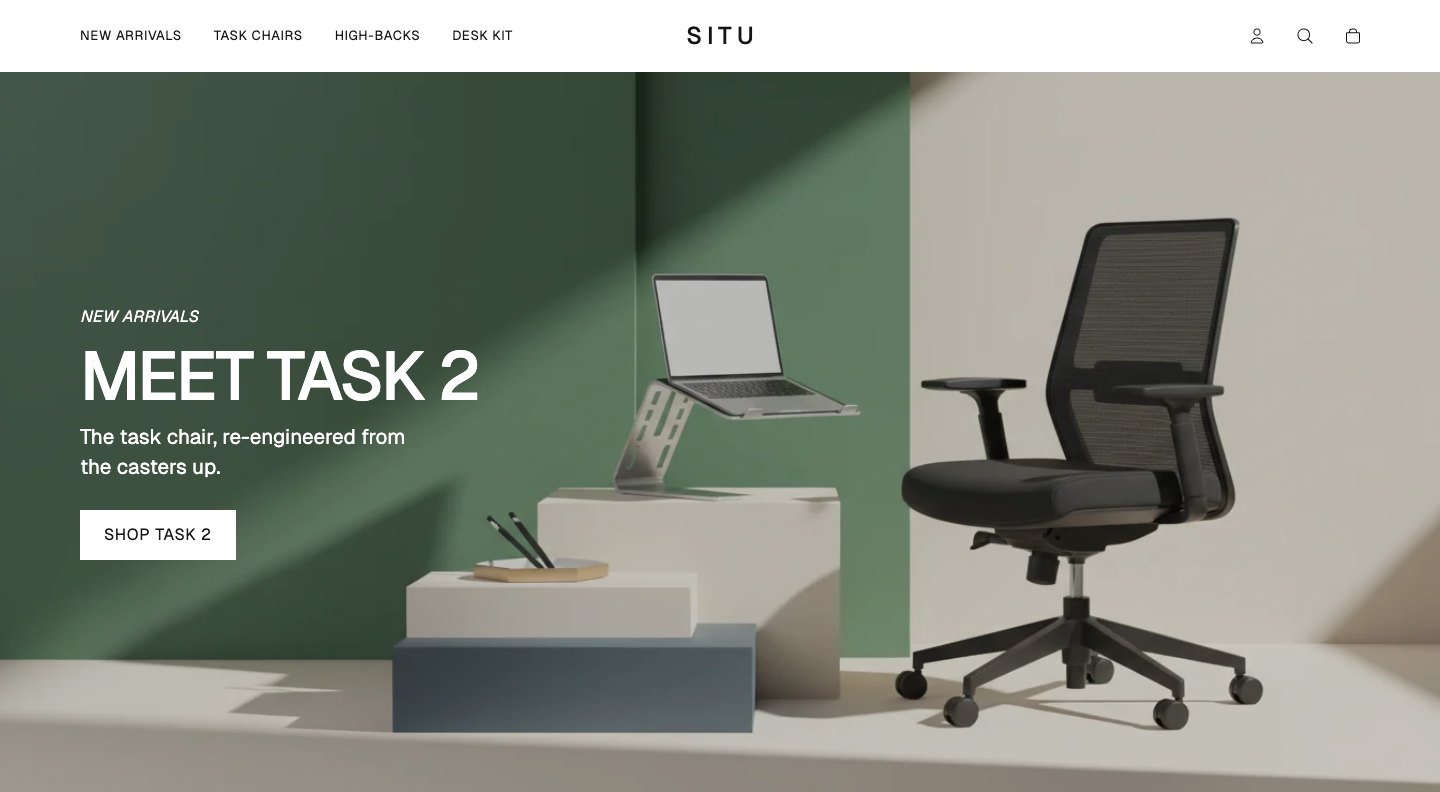 NEW ARRIVALS
TASK CHAIRS
HIGH-BACKS
DESK KIT
SITU
NEW ARRIVALS
MEET TASK 2
The task chair, re-engineered from
the casters up.
SHOP TASK 2